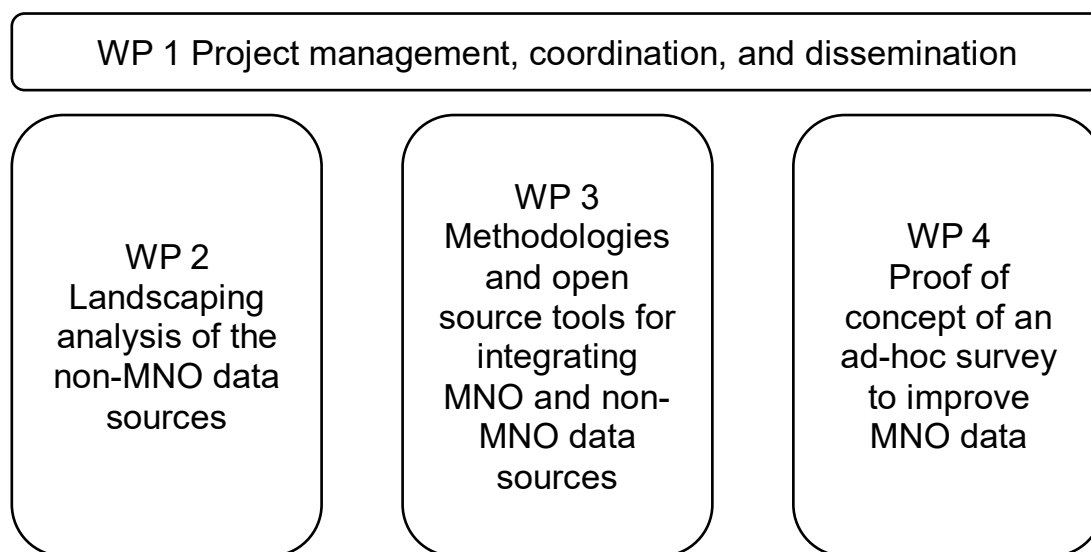 WP 1 Project management, coordination, and dissemination
WP 2
Landscaping
analysis of the
non-MNO data
sources
WP 3
Methodologies
and open
source tools for
integrating
MNO and non-
MNO data
sources
WP 4
Proof of
concept of an
ad-hoc survey
to improve
MNO data